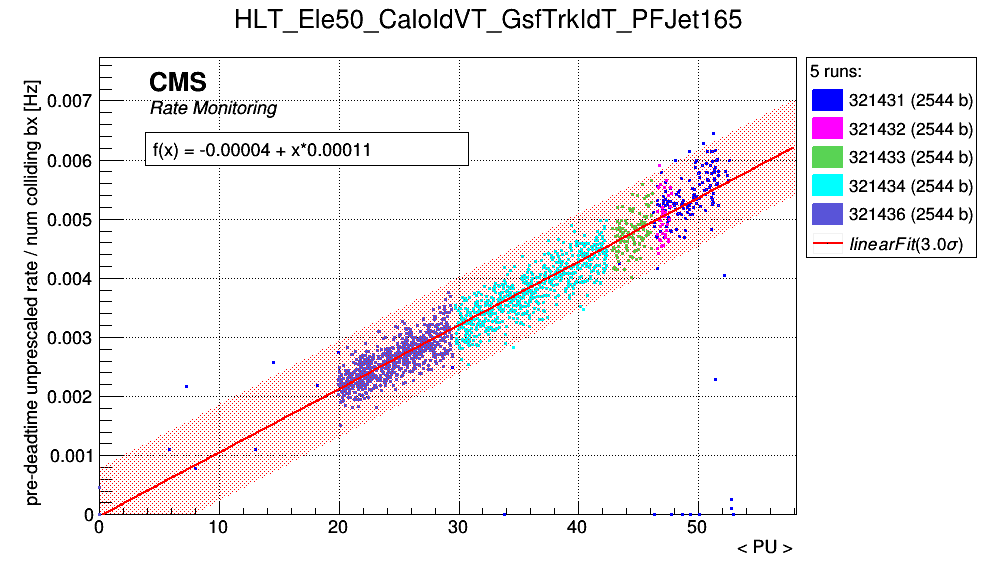 HLT_Ele50_CaloIdVT_GsfTrkIdT_PFJet165
CMS
Rate Monitoring
f(x) = -0.00004 + x*0.00011
pre-deadtime unprescaled rate / num colliding bx [Hz]
0.007
0.006
0.005
0.004
0.003
0.002
0.001
0
0 10 20 30 40 50
< PU >
5 runs:
321431 (2544 b)
321432 (2544 b)
321433 (2544 b)
321434 (2544 b)
321436 (2544 b)
linearFit(3.0σ)